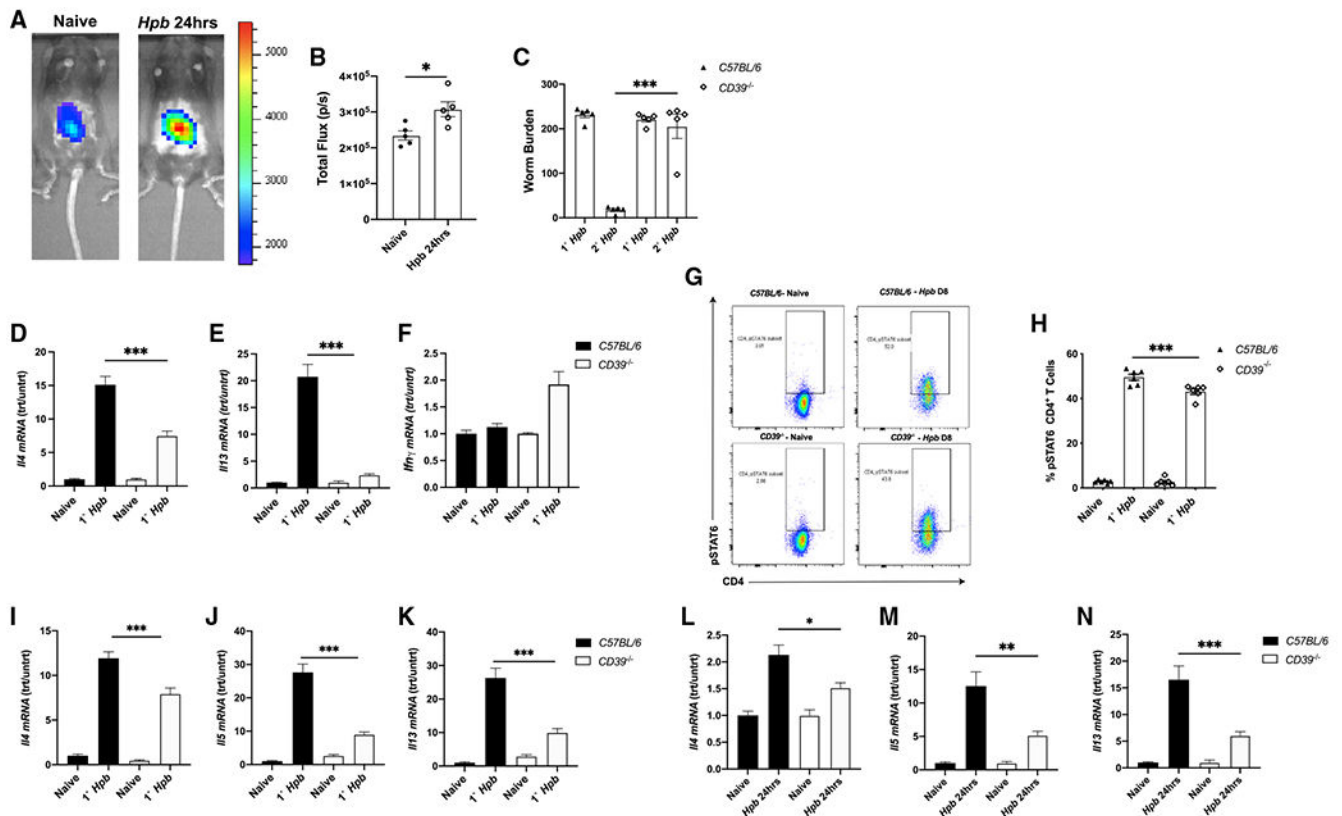 A
Naive
Hpb 24hrs
5000
4000
3000
2000
B
*
4×10⁵
3×10⁵
2×10⁵
1×10⁵
0
Total Flux (p/s)
Naïve
Hpb 24hrs
C
C57BL/6
CD39-/-
***
300
200
100
0
Worm Burden
1° Hpb
2° Hpb
1° Hpb
2° Hpb
D
***
20
15
10
5
0
Il4 mRNA (trt/untrt)
Naive
1° Hpb
Naive
1° Hpb
E
***
25
20
15
10
5
0
Il13 mRNA (trt/untrt)
Naive
1° Hpb
Naive
1° Hpb
F
2.5
2.0
1.5
1.0
0.5
0.0
Ifnγ mRNA (trt/untrt)
Naive
1° Hpb
Naive
1° Hpb
C57BL/6
CD39-/-
G
C57BL/6- Naive
C57BL/6 - Hpb D8
CD4_pSTAT6 subset
CD4_pSTAT6 subset
CD39-/- - Naive
CD39-/- - Hpb D8
CD4_pSTAT6 subset
CD4_pSTAT6 subset
pSTAT6
CD4
H
***
C57BL/6
CD39-/-
60
40
20
0
% pSTAT6 CD4+ T Cells
Naive
1° Hpb
Naive
1° Hpb
I
***
15
10
5
0
Il4 mRNA (trt/untrt)
Naive
1° Hpb
Naive
1° Hpb
J
***
40
30
20
10
0
Il5 mRNA (trt/untrt)
Naive
1° Hpb
Naive
1° Hpb
K
***
40
30
20
10
0
Il13 mRNA (trt/untrt)
Naive
1° Hpb
Naive
1° Hpb
C57BL/6
CD39-/-
L
*
2.5
2.0
1.5
1.0
0.5
0.0
Il4 mRNA (trt/untrt)
Naive
Hpb 24hrs
Naive
Hpb 24hrs
M
**
20
15
10
5
0
Il5 mRNA (trt/untrt)
Naive
Hpb 24hrs
Naive
Hpb 24hrs
N
***
25
20
15
10
5
0
Il13 mRNA (trt/untrt)
Naive
Hpb 24hrs
Naive
Hpb 24hrs
C57BL/6
CD39-/-